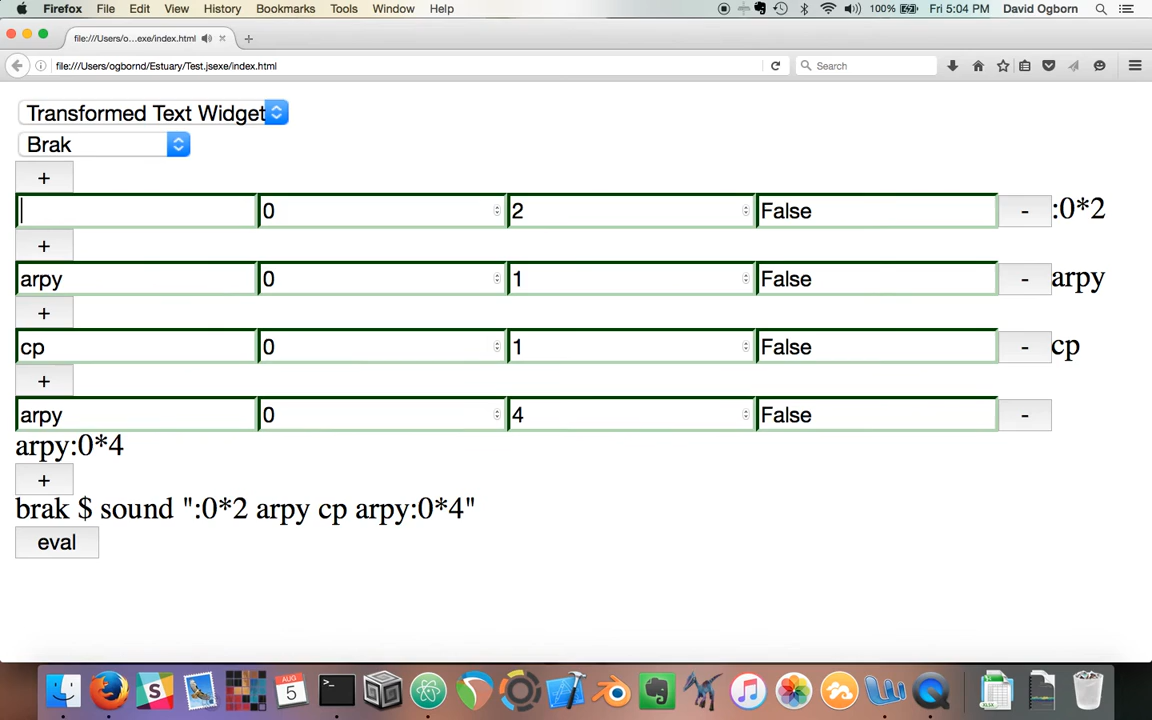 Firefox File Edit View History Bookmarks Tools Window Help 100% Fri 5:04 PM David Ogborn
file:///Users/o...exe/index.html
file:///Users/ogbornd/Estuary/Test.jsexe/index.html Search
Transformed Text Widget
Brak
+
0 2 False - :0*2
+
arpy 0 1 False - arpy
+
cp 0 1 False - cp
+
arpy 0 4 False -
arpy:0*4
+
brak $ sound ":0*2 arpy cp arpy:0*4"
eval
AUG
5